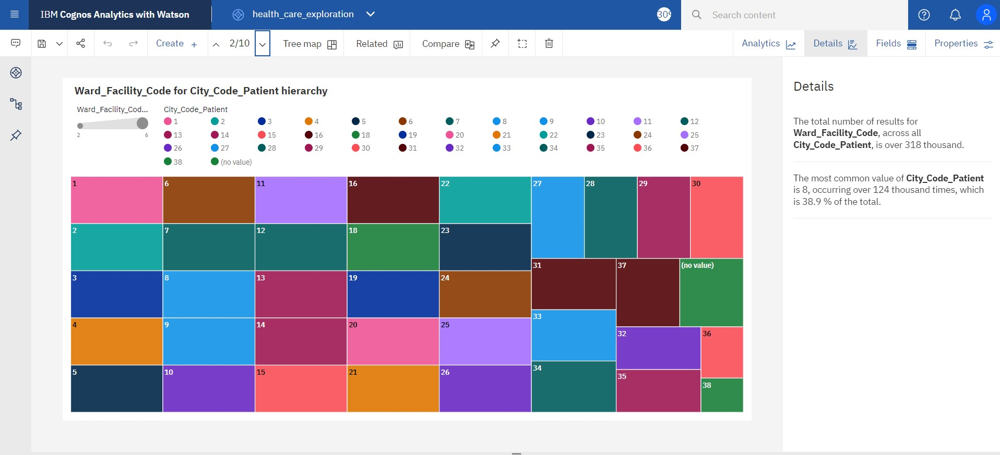 IBM Cognos Analytics with Watson
health_care_exploration
Search content
Create +
2/10
Tree map
Related
Compare
Analytics
Details
Fields
Properties
Ward_Facility_Code for City_Code_Patient hierarchy
Ward_Facility_Cod...
2 6
City_Code_Patient
1 2 3 4 5 6 7 8 9 10 11 12
13 14 15 16 18 19 20 21 22 23 24 25
26 27 28 29 30 31 32 33 34 35 36 37
38 (no value)
1 6 11 16 22 27 28 29 30
2 7 12 18 23
3 8 13 19 24 31 37 (no value)
4 9 14 20 25 33 32 36
5 10 15 21 26 34 35 38
Details
The total number of results for
Ward_Facility_Code, across all
City_Code_Patient, is over 318 thousand.
The most common value of City_Code_Patient
is 8, occurring over 124 thousand times, which
is 38.9 % of the total.